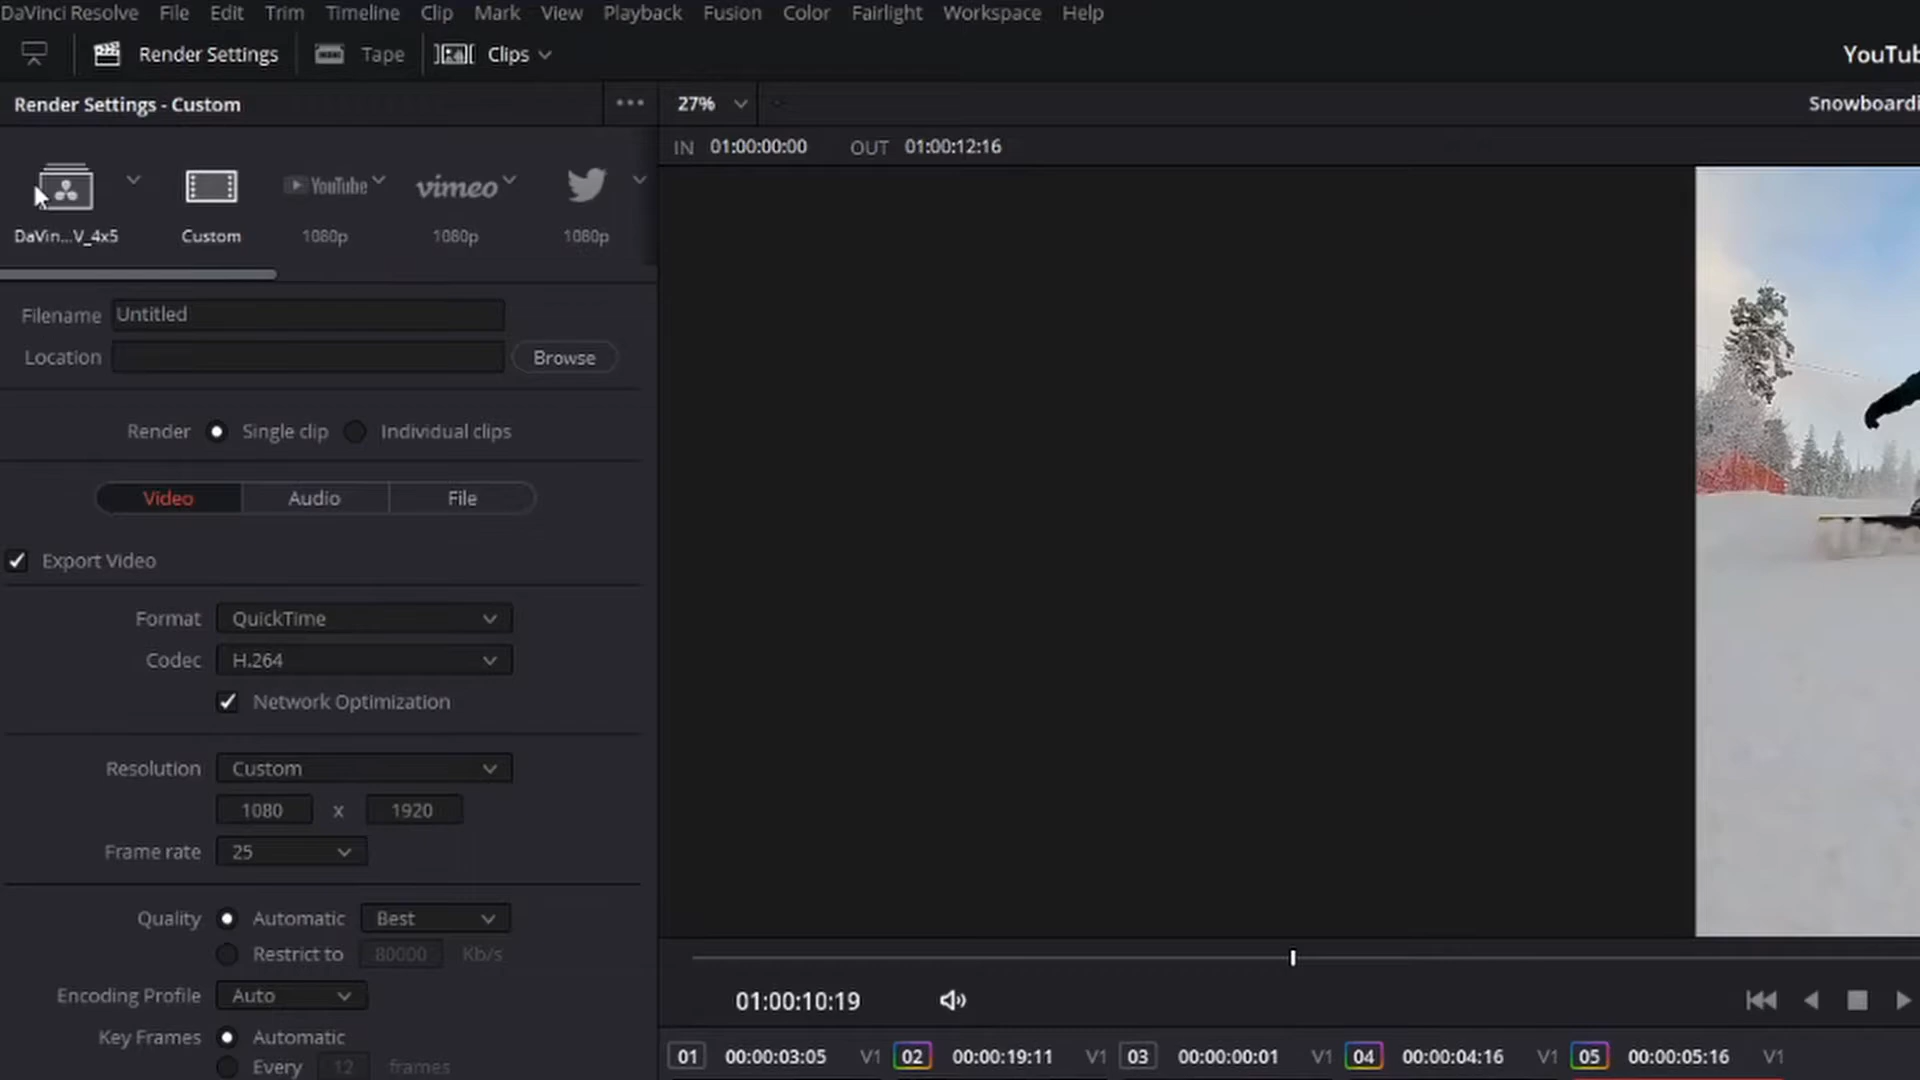 DaVinci Resolve File Edit Trim Timeline Clip Mark View Playback Fusion Color Fairlight Workspace Help
Render Settings Tape Clips
YouTub
Render Settings - Custom ••• 27%
Snowboardi
IN 01:00:00:00 OUT 01:00:12:16
YouTube vimeo
DaVin...V_4x5 Custom 1080p 1080p 1080p
Filename Untitled
Location Browse
Render Single clip Individual clips
Video Audio File
Export Video
Format QuickTime
Codec H.264
Network Optimization
Resolution Custom
1080 x 1920
Frame rate 25
Quality Automatic Best
Restrict to 80000 Kb/s
Encoding Profile Auto
Key Frames Automatic
Every 12 frames
01:00:10:19
01 00:00:03:05 V1 02 00:00:19:11 V1 03 00:00:00:01 V1 04 00:00:04:16 V1 05 00:00:05:16 V1